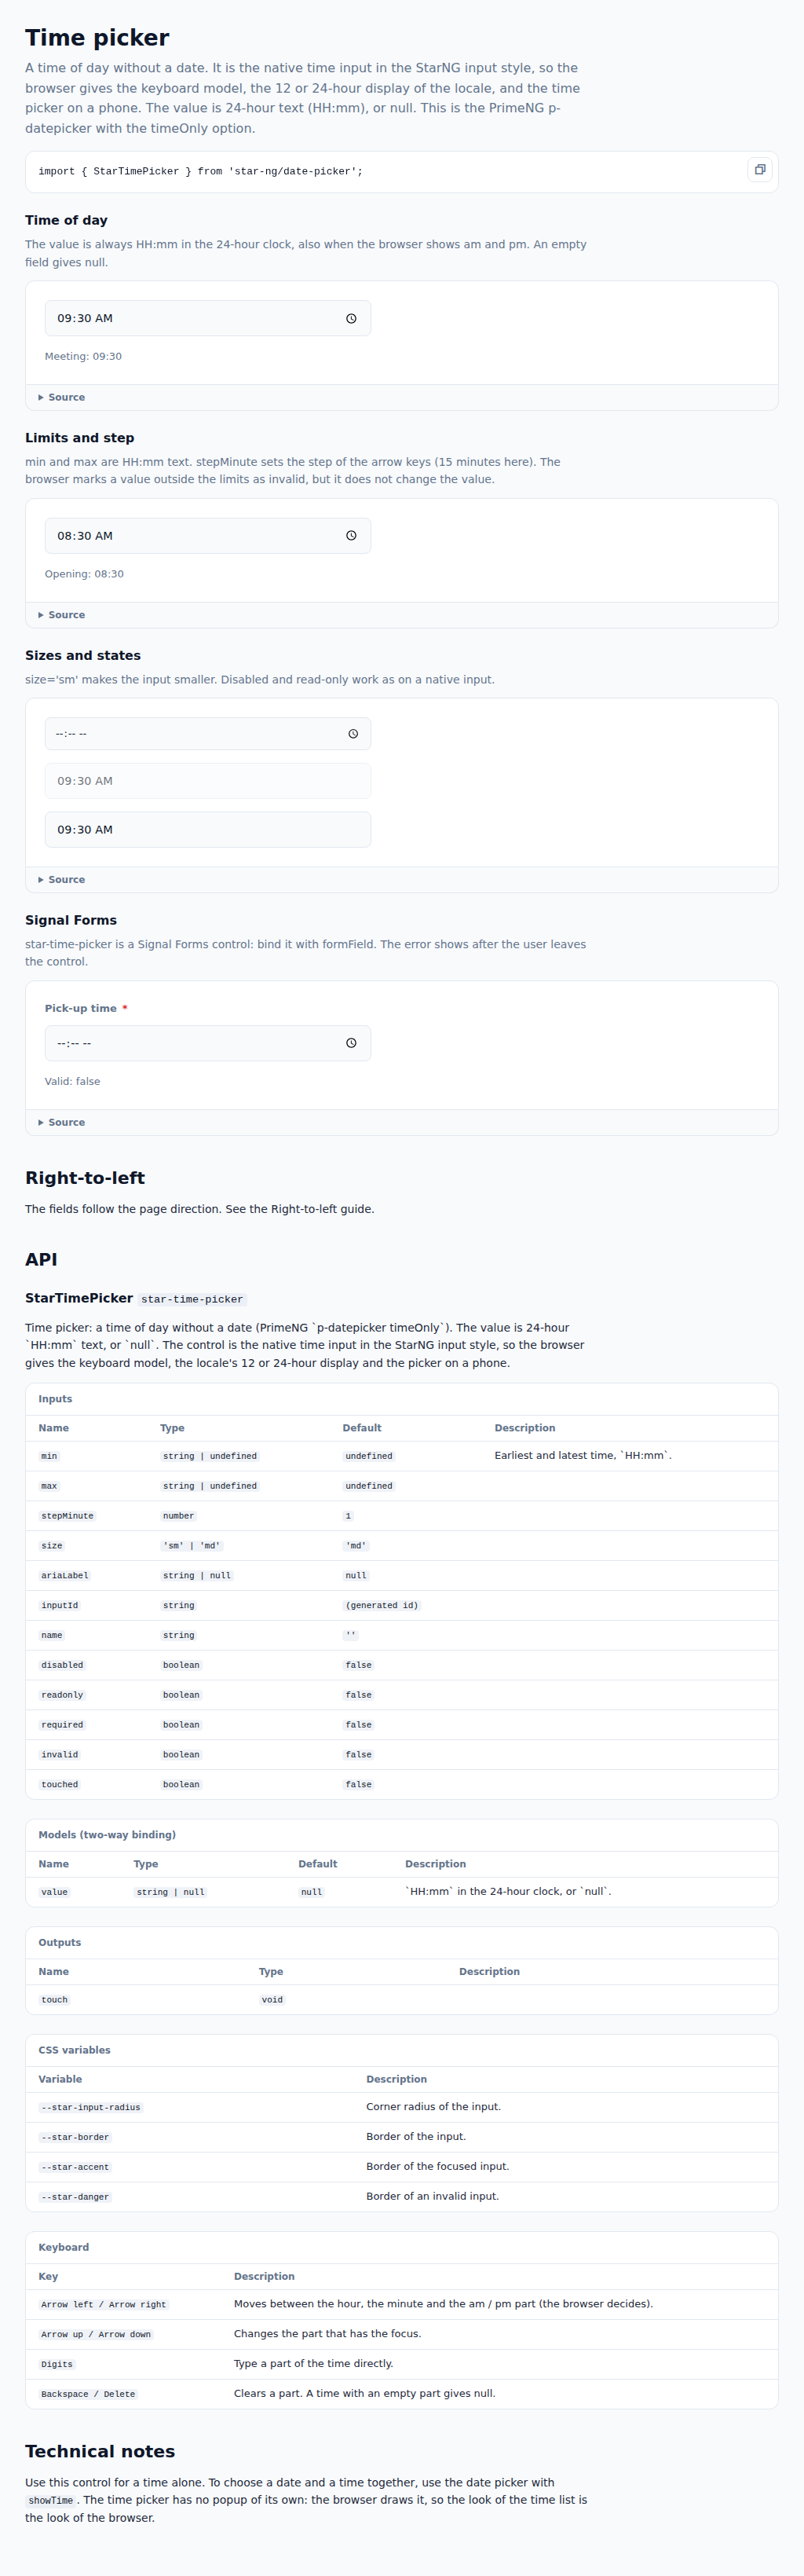 Time picker
A time of day without a date. It is the native time input in the StarNG input style, so the
browser gives the keyboard model, the 12 or 24-hour display of the locale, and the time
picker on a phone. The value is 24-hour text (HH:mm), or null. This is the PrimeNG p-
datepicker with the timeOnly option.
import { StarTimePicker } from 'star-ng/date-picker';
Time of day
The value is always HH:mm in the 24-hour clock, also when the browser shows am and pm. An empty
field gives null.
09:30 AM
Meeting: 09:30
Source
Limits and step
min and max are HH:mm text. stepMinute sets the step of the arrow keys (15 minutes here). The
browser marks a value outside the limits as invalid, but it does not change the value.
08:30 AM
Opening: 08:30
Source
Sizes and states
size='sm' makes the input smaller. Disabled and read-only work as on a native input.
--:-- --
09:30 AM
09:30 AM
Source
Signal Forms
star-time-picker is a Signal Forms control: bind it with formField. The error shows after the user leaves
the control.
Pick-up time *
--:-- --
Valid: false
Source
Right-to-left
The fields follow the page direction. See the Right-to-left guide.
API
StarTimePicker star-time-picker
Time picker: a time of day without a date (PrimeNG `p-datepicker timeOnly`). The value is 24-hour
`HH:mm` text, or `null`. The control is the native time input in the StarNG input style, so the browser
gives the keyboard model, the locale's 12 or 24-hour display and the picker on a phone.
Inputs
Name Type Default Description
min string | undefined undefined Earliest and latest time, `HH:mm`.
max string | undefined undefined
stepMinute number 1
size 'sm' | 'md' 'md'
ariaLabel string | null null
inputId string (generated id)
name string ''
disabled boolean false
readonly boolean false
required boolean false
invalid boolean false
touched boolean false
Models (two-way binding)
Name Type Default Description
value string | null null `HH:mm` in the 24-hour clock, or `null`.
Outputs
Name Type Description
touch void
CSS variables
Variable Description
--star-input-radius Corner radius of the input.
--star-border Border of the input.
--star-accent Border of the focused input.
--star-danger Border of an invalid input.
Keyboard
Key Description
Arrow left / Arrow right Moves between the hour, the minute and the am / pm part (the browser decides).
Arrow up / Arrow down Changes the part that has the focus.
Digits Type a part of the time directly.
Backspace / Delete Clears a part. A time with an empty part gives null.
Technical notes
Use this control for a time alone. To choose a date and a time together, use the date picker with
showTime. The time picker has no popup of its own: the browser draws it, so the look of the time list is
the look of the browser.